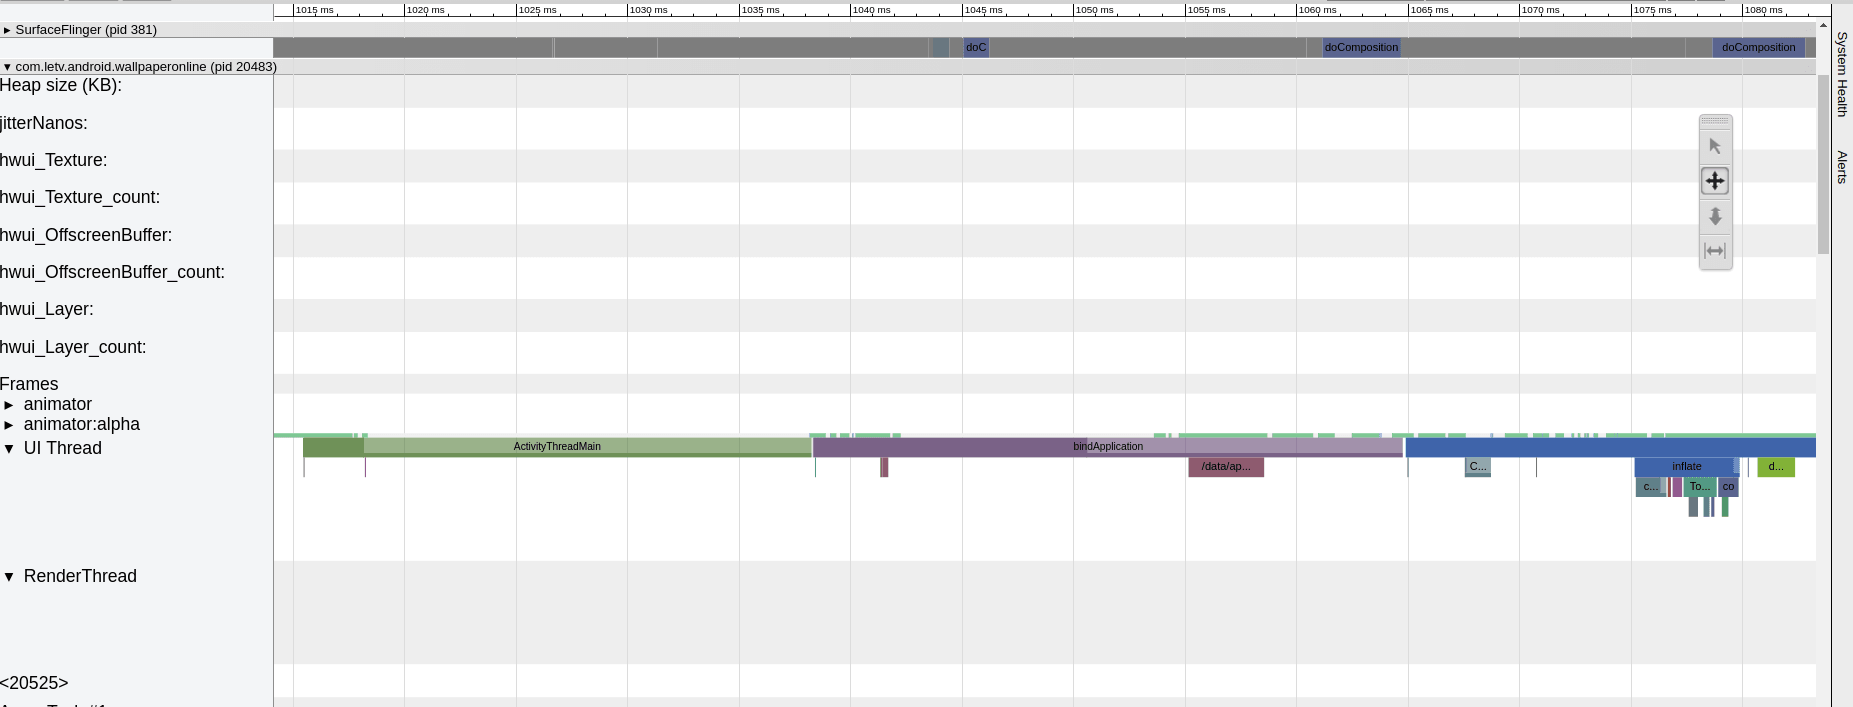 1015 ms 1020 ms 1025 ms 1030 ms 1035 ms 1040 ms 1045 ms 1050 ms 1055 ms 1060 ms 1065 ms 1070 ms 1075 ms 1080 ms
SurfaceFlinger (pid 381)
doC doComposition doComposition
com.letv.android.wallpaperonline (pid 20483)
Heap size (KB):
jitterNanos:
hwui_Texture:
hwui_Texture_count:
hwui_OffscreenBuffer:
hwui_OffscreenBuffer_count:
hwui_Layer:
hwui_Layer_count:
Frames
animator
animator:alpha
UI Thread
ActivityThreadMain bindApplication
/data/ap... C... inflate d...
c... To... co
RenderThread
<20525>
System Health
Alerts